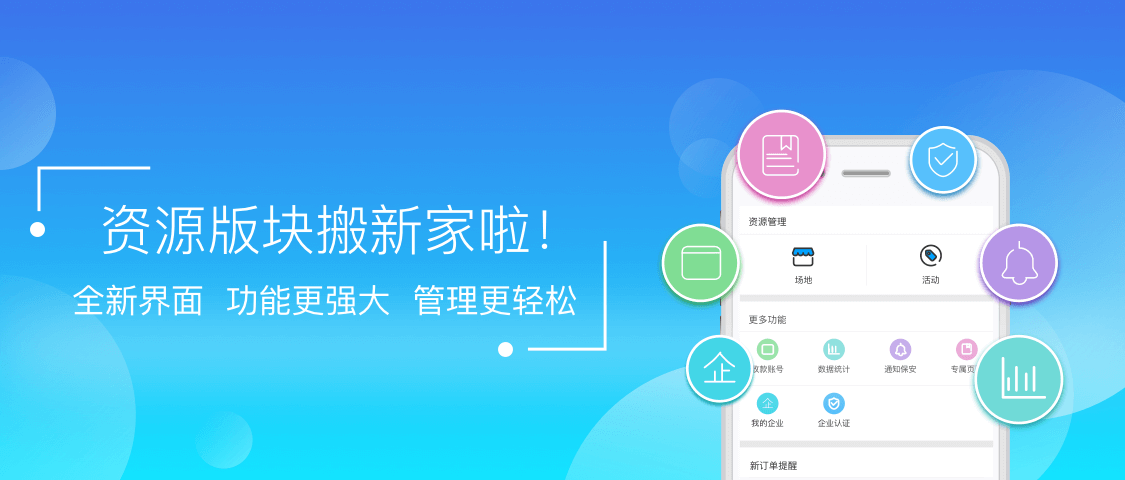 资源版块搬新家啦！
全新界面 功能更强大 管理更轻松
资源管理
场地 活动
更多功能
收款账号 数据统计 通知保安 专属页
我的企业 企业认证
新订单提醒
企
企